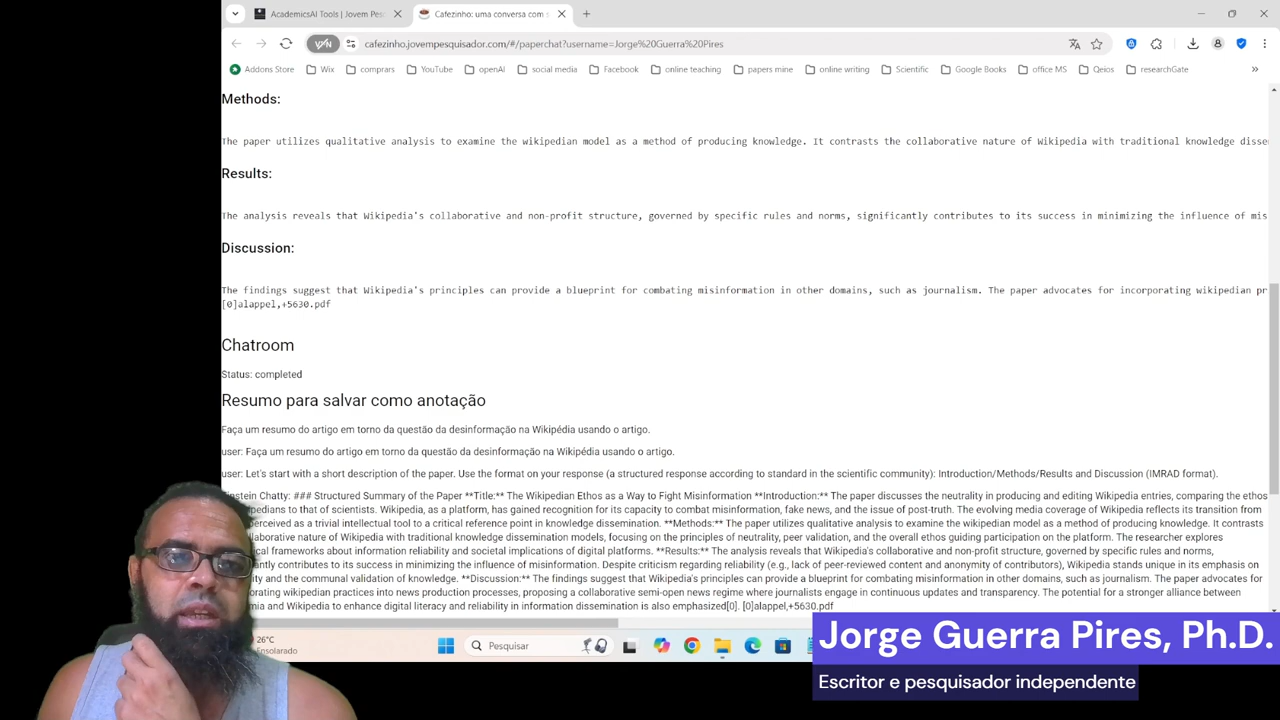 AcademicsAI Tools | Jovem Pes
Cafezinho: uma conversa com s
VPN
cafezinho.jovempesquisador.com/#/paperchat?username=Jorge%20Guerra%20Pires
Addons Store Wix comprars YouTube openAI social media Facebook online teaching papers mine online writing Scientific Google Books office MS Qeios researchGate
Methods:
The paper utilizes qualitative analysis to examine the wikipedian model as a method of producing knowledge. It contrasts the collaborative nature of Wikipedia with traditional knowledge disse
Results:
The analysis reveals that Wikipedia's collaborative and non-profit structure, governed by specific rules and norms, significantly contributes to its success in minimizing the influence of mis
Discussion:
The findings suggest that Wikipedia's principles can provide a blueprint for combating misinformation in other domains, such as journalism. The paper advocates for incorporating wikipedian pr
[0]alappel,+5630.pdf
Chatroom
Status: completed
Resumo para salvar como anotação
Faça um resumo do artigo em torno da questão da desinformação na Wikipédia usando o artigo.
user: Faça um resumo do artigo em torno da questão da desinformação na Wikipédia usando o artigo.
user: Let's start with a short description of the paper. Use the format on your response (a structured response according to standard in the scientific community): Introduction/Methods/Results and Discussion (IMRAD format).
instein Chatty: ### Structured Summary of the Paper **Title:** The Wikipedian Ethos as a Way to Fight Misinformation **Introduction:** The paper discusses the neutrality in producing and editing Wikipedia entries, comparing the ethos
pedians to that of scientists. Wikipedia, as a platform, has gained recognition for its capacity to combat misinformation, fake news, and the issue of post-truth. The evolving media coverage of Wikipedia reflects its transition from
perceived as a trivial intellectual tool to a critical reference point in knowledge dissemination. **Methods:** The paper utilizes qualitative analysis to examine the wikipedian model as a method of producing knowledge. It contrasts
aborative nature of Wikipedia with traditional knowledge dissemination models, focusing on the principles of neutrality, peer validation, and the overall ethos guiding participation on the platform. The researcher explores
ical frameworks about information reliability and societal implications of digital platforms. **Results:** The analysis reveals that Wikipedia's collaborative and non-profit structure, governed by specific rules and norms,
antly contributes to its success in minimizing the influence of misinformation. Despite criticism regarding reliability (e.g., lack of peer-reviewed content and anonymity of contributors), Wikipedia stands unique in its emphasis on
ity and the communal validation of knowledge. **Discussion:** The findings suggest that Wikipedia's principles can provide a blueprint for combating misinformation in other domains, such as journalism. The paper advocates for
orating wikipedian practices into news production processes, proposing a collaborative semi-open news regime where journalists engage in continuous updates and transparency. The potential for a stronger alliance between
mia and Wikipedia to enhance digital literacy and reliability in information dissemination is also emphasized[0]. [0]alappel,+5630.pdf
26°C
Ensolarado
Pesquisar
Jorge Guerra Pires, Ph.D.
Escritor e pesquisador independente